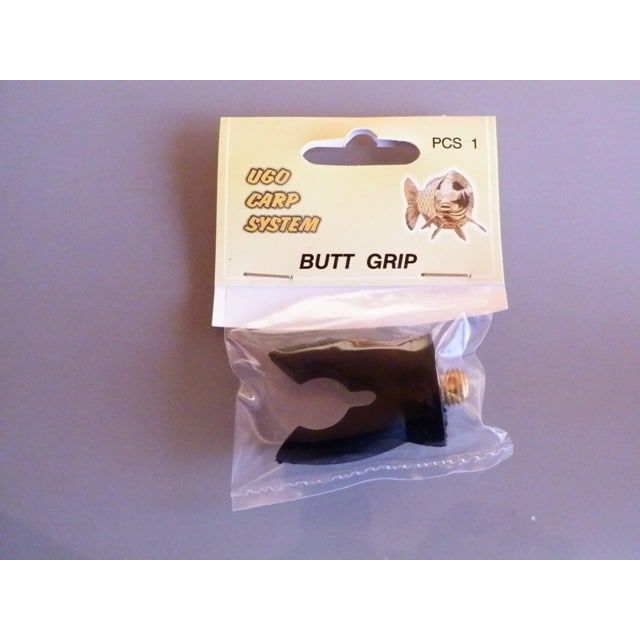 PCS 1
UGO
CARP
SYSTEM
BUTT GRIP